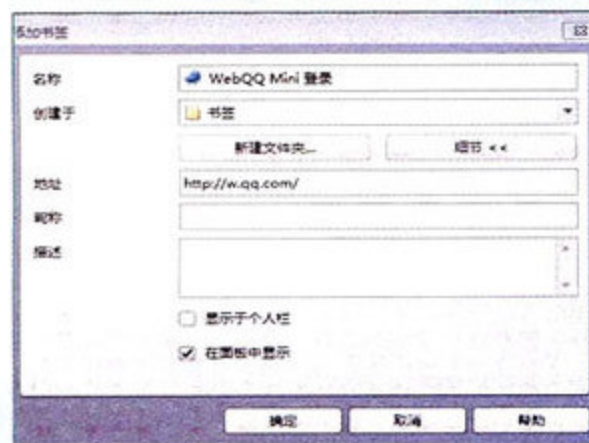 添加书签
名称 WebQQ Mini 登录
创建于 书签
新建文件夹... 细节 <<
地址 http://w.qq.com/
昵称
描述
显示于个人栏
在面板中显示
确定 取消 帮助